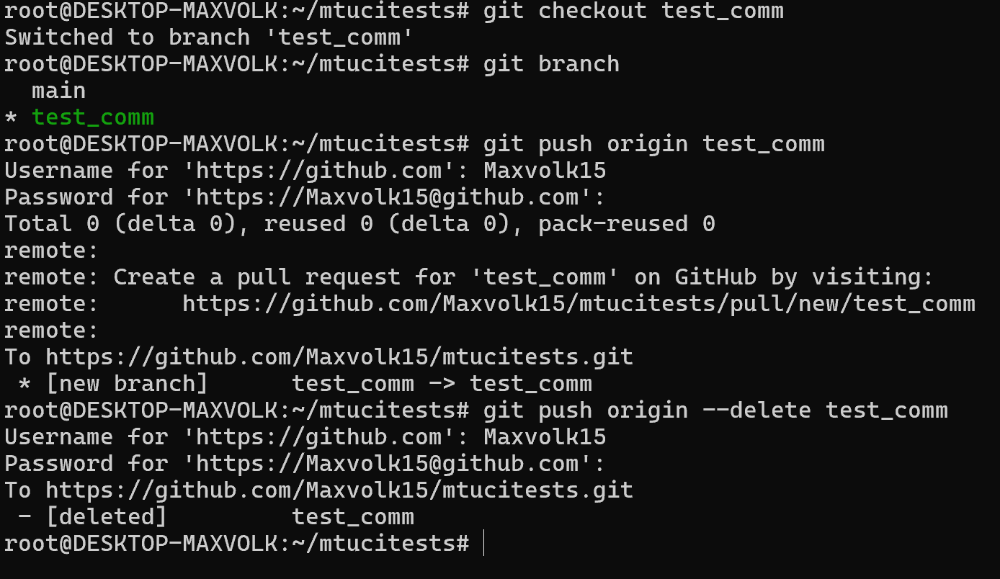 root@DESKTOP-MAXVOLK:~/mtucitests# git checkout test_comm
Switched to branch 'test_comm'
root@DESKTOP-MAXVOLK:~/mtucitests# git branch
  main
* test_comm
root@DESKTOP-MAXVOLK:~/mtucitests# git push origin test_comm
Username for 'https://github.com': Maxvolk15
Password for 'https://Maxvolk15@github.com':
Total 0 (delta 0), reused 0 (delta 0), pack-reused 0
remote:
remote: Create a pull request for 'test_comm' on GitHub by visiting:
remote:      https://github.com/Maxvolk15/mtucitests/pull/new/test_comm
remote:
To https://github.com/Maxvolk15/mtucitests.git
 * [new branch]      test_comm -> test_comm
root@DESKTOP-MAXVOLK:~/mtucitests# git push origin --delete test_comm
Username for 'https://github.com': Maxvolk15
Password for 'https://Maxvolk15@github.com':
To https://github.com/Maxvolk15/mtucitests.git
 - [deleted]         test_comm
root@DESKTOP-MAXVOLK:~/mtucitests#